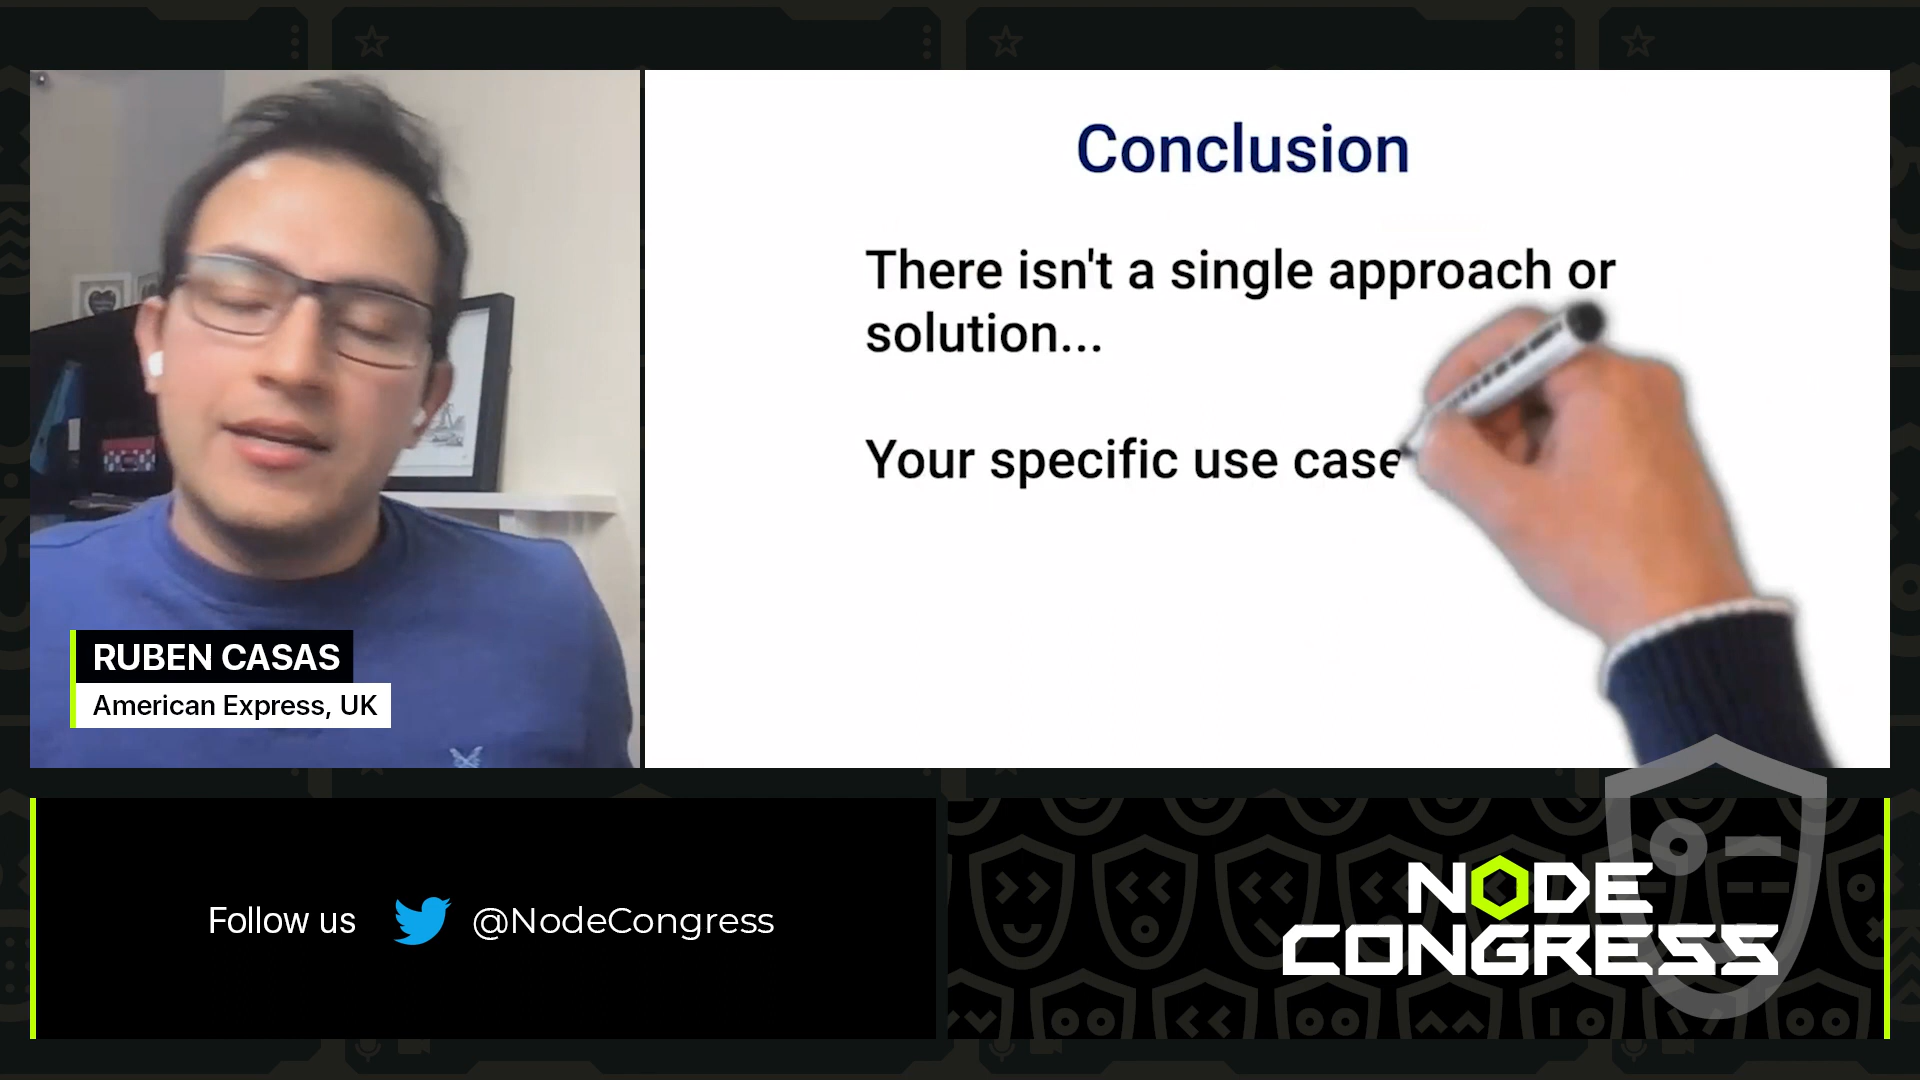 Conclusion
There isn't a single approach or
solution...
Your specific use case
RUBEN CASAS
American Express, UK
Follow us
@NodeCongress
NODE
CONGRESS